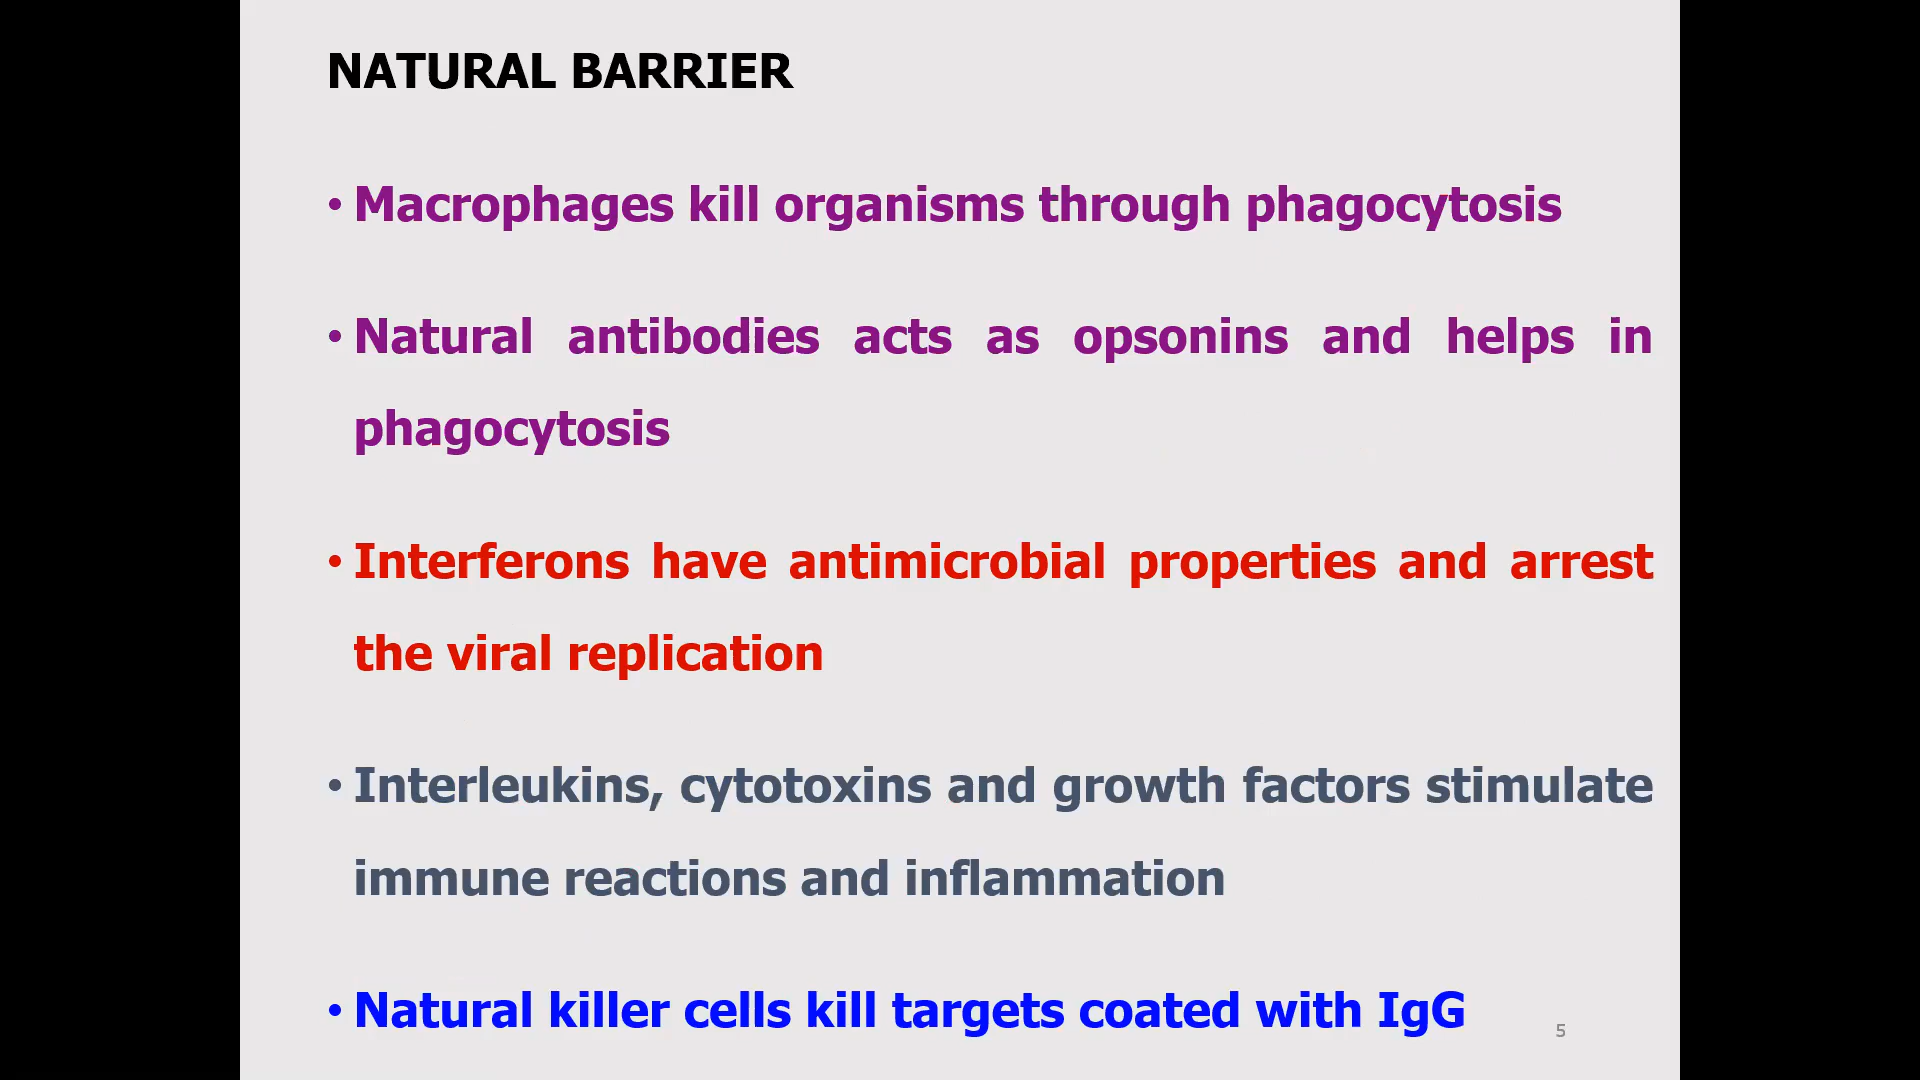 NATURAL BARRIER
• Macrophages kill organisms through phagocytosis
• Natural antibodies acts as opsonins and helps in
phagocytosis
• Interferons have antimicrobial properties and arrest
the viral replication
• Interleukins, cytotoxins and growth factors stimulate
immune reactions and inflammation
• Natural killer cells kill targets coated with IgG
5